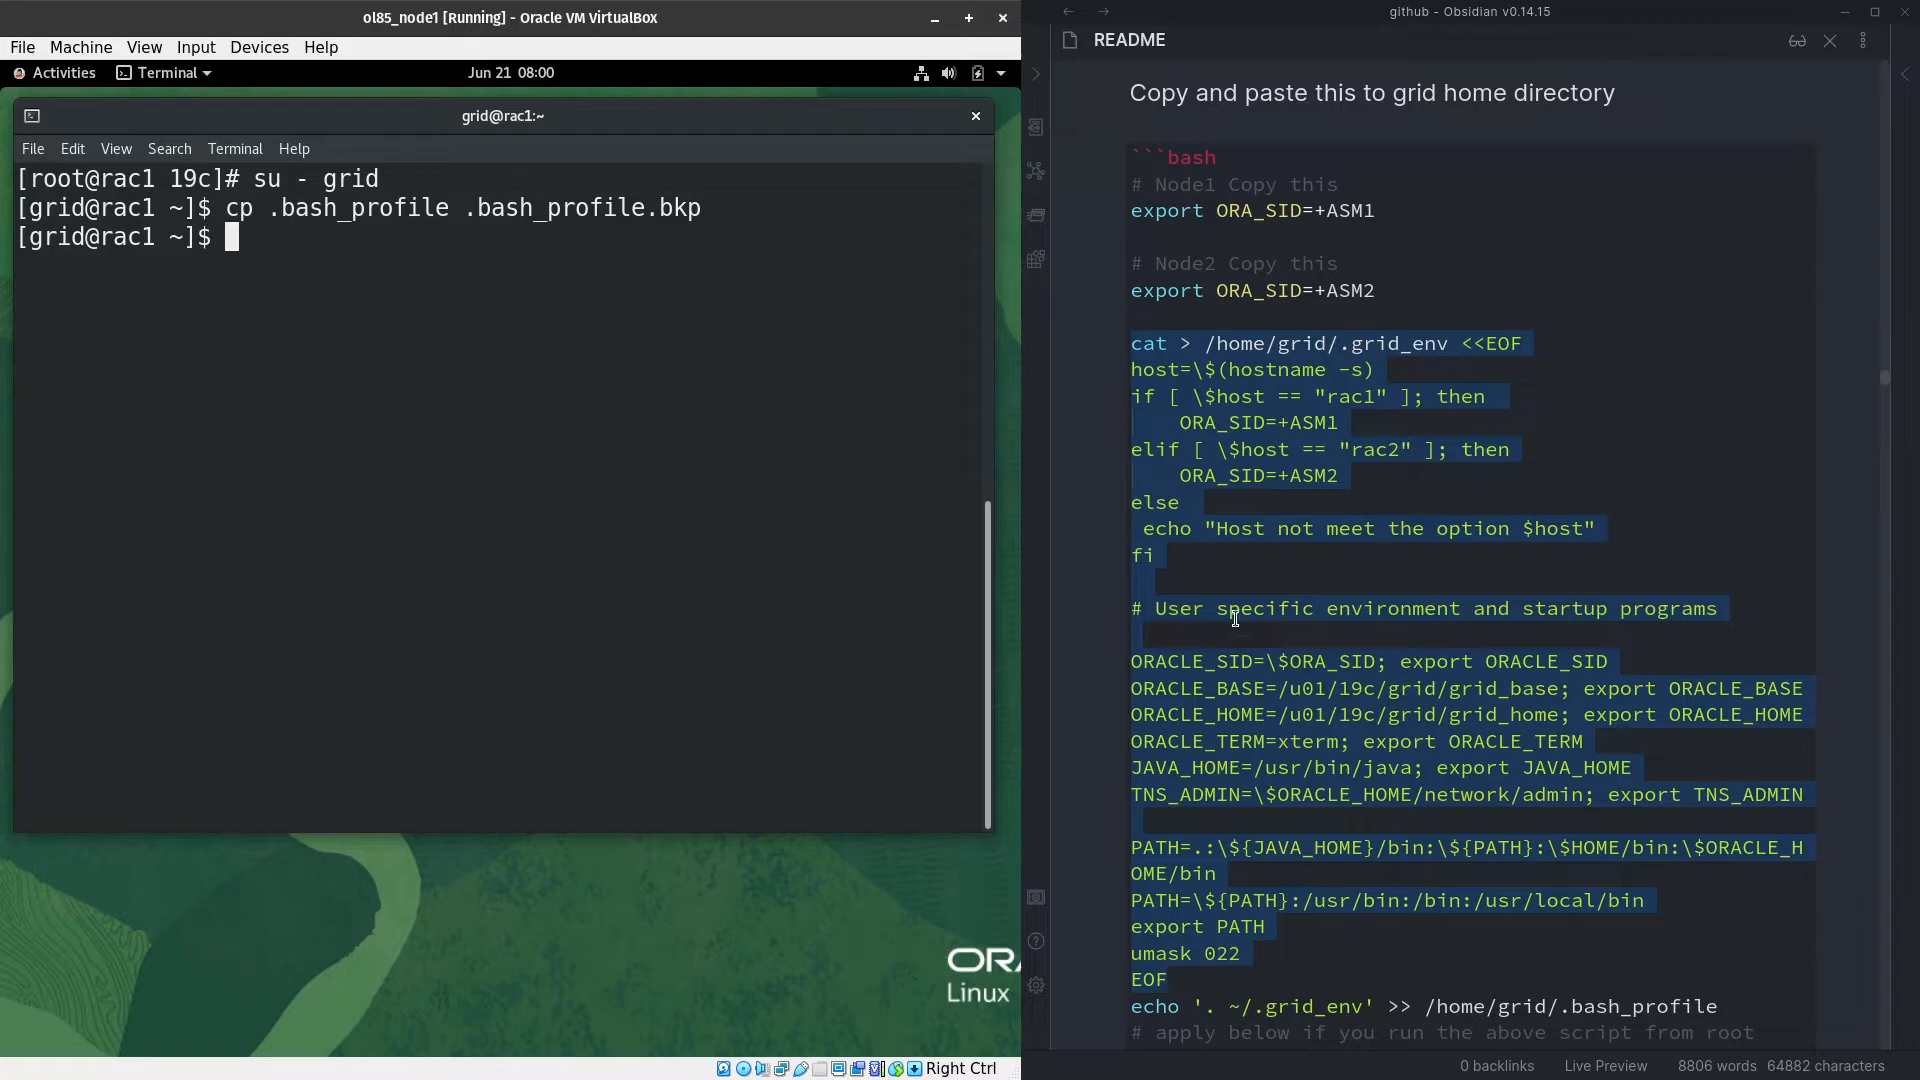 ol85_node1 [Running] - Oracle VM VirtualBox
File Machine View Input Devices Help
Activities Terminal Jun 21 08:00
grid@rac1:~
File Edit View Search Terminal Help
[root@rac1 19c]# su - grid
[grid@rac1 ~]$ cp .bash_profile .bash_profile.bkp
[grid@rac1 ~]$
ORA
Linux
Right Ctrl
github - Obsidian v0.14.15
README
Copy and paste this to grid home directory
```bash
# Node1 Copy this
export ORA_SID=+ASM1
# Node2 Copy this
export ORA_SID=+ASM2
cat > /home/grid/.grid_env <<EOF
host=\$(hostname -s)
if [ \$host == "rac1" ]; then
ORA_SID=+ASM1
elif [ \$host == "rac2" ]; then
ORA_SID=+ASM2
else
echo "Host not meet the option $host"
fi
# User specific environment and startup programs
ORACLE_SID=\$ORA_SID; export ORACLE_SID
ORACLE_BASE=/u01/19c/grid/grid_base; export ORACLE_BASE
ORACLE_HOME=/u01/19c/grid/grid_home; export ORACLE_HOME
ORACLE_TERM=xterm; export ORACLE_TERM
JAVA_HOME=/usr/bin/java; export JAVA_HOME
TNS_ADMIN=\$ORACLE_HOME/network/admin; export TNS_ADMIN
PATH=.:\${JAVA_HOME}/bin:\${PATH}:\$HOME/bin:\$ORACLE_H
OME/bin
PATH=\${PATH}:/usr/bin:/bin:/usr/local/bin
export PATH
umask 022
EOF
echo '. ~/.grid_env' >> /home/grid/.bash_profile
# apply below if you run the above script from root
0 backlinks Live Preview 8806 words 64882 characters